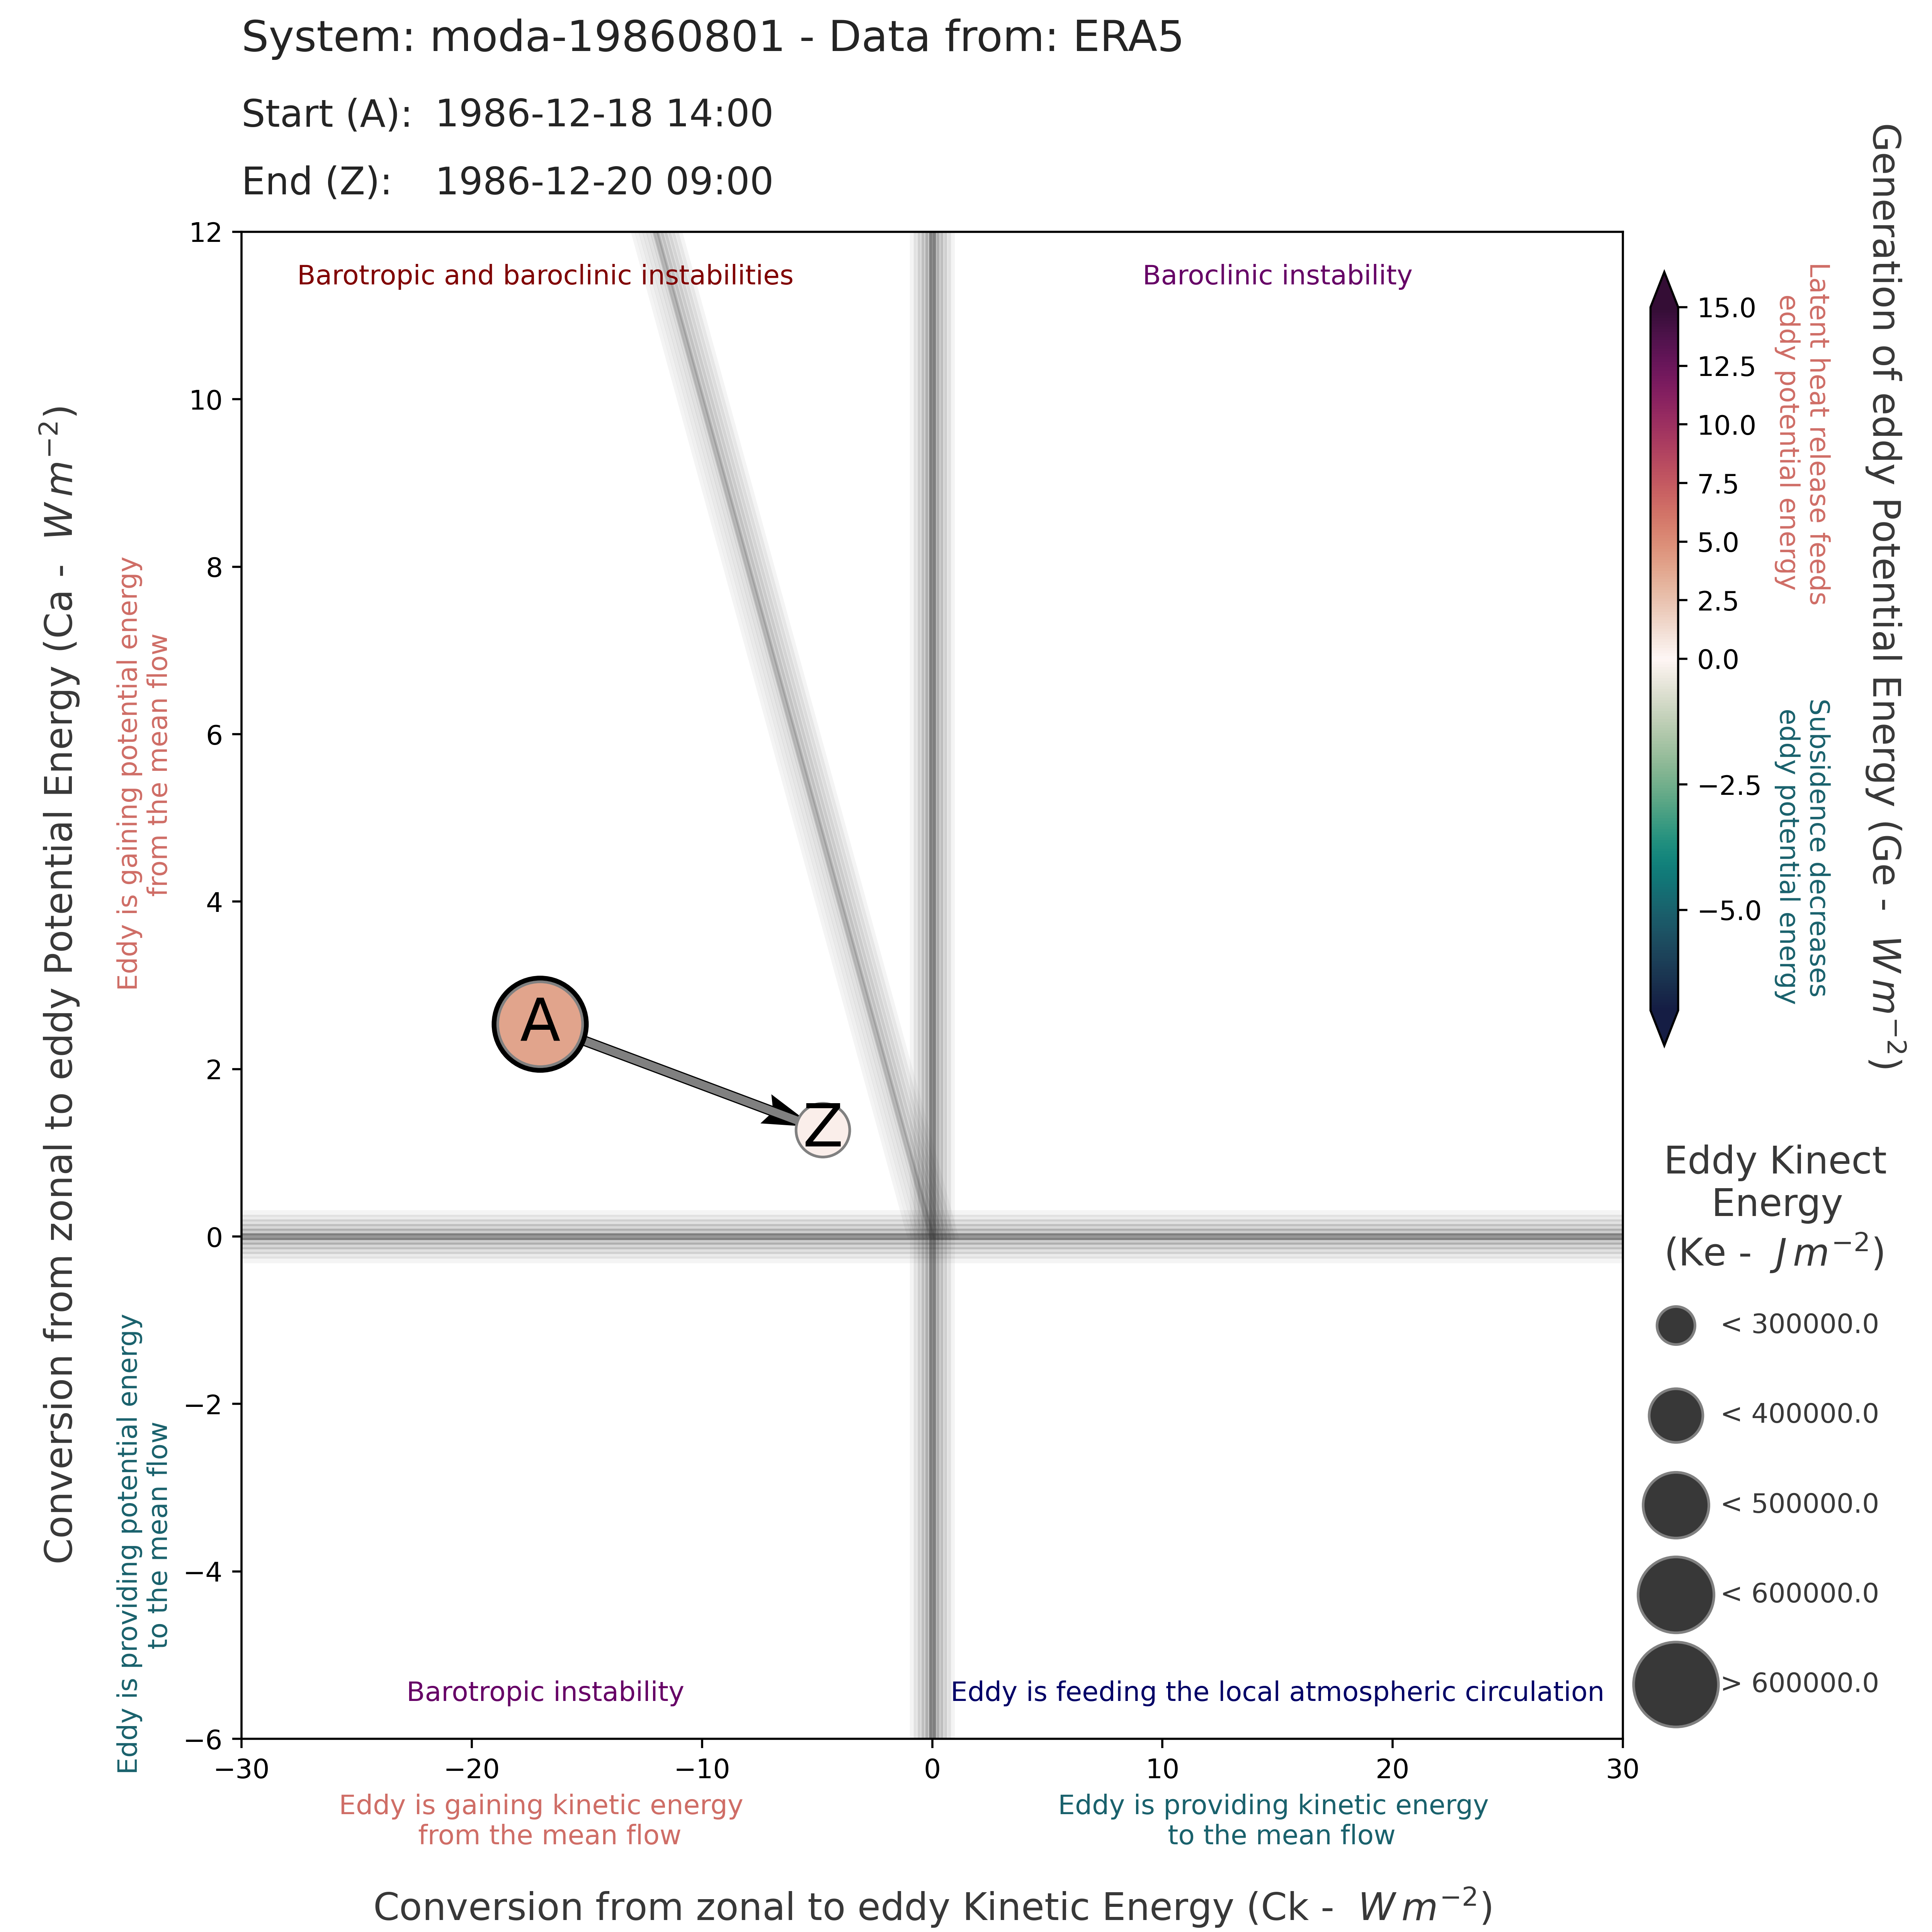 System: moda-19860801 - Data from: ERA5
Start (A): 1986-12-18 14:00
End (Z): 1986-12-20 09:00
Conversion from zonal to eddy Potential Energy (Ca - W m⁻²)
Eddy is gaining potential energy
from the mean flow
Eddy is providing potential energy
to the mean flow
12
10
8
6
4
2
0
−2
−4
−6
Barotropic and baroclinic instabilities
Baroclinic instability
A
Z
Barotropic instability
Eddy is feeding the local atmospheric circulation
−30
−20
−10
0
10
20
30
Eddy is gaining kinetic energy
from the mean flow
Eddy is providing kinetic energy
to the mean flow
Conversion from zonal to eddy Kinetic Energy (Ck - W m⁻²)
15.0
12.5
10.0
7.5
5.0
2.5
0.0
−2.5
−5.0
Latent heat release feeds
eddy potential energy
Subsidence decreases
eddy potential energy
Generation of eddy Potential Energy (Ge - W m⁻²)
Eddy Kinect
Energy
(Ke - J m⁻²)
< 300000.0
< 400000.0
< 500000.0
< 600000.0
> 600000.0